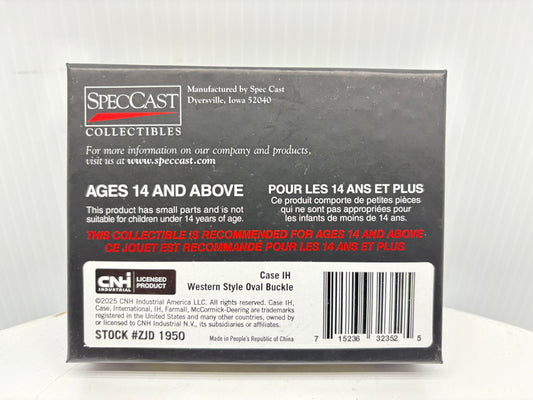 SPECCAST
COLLECTIBLES
Manufactured by Spec Cast
Dyersville, Iowa 52040
For more information on our company and products,
visit us at www.speccast.com
AGES 14 AND ABOVE
This product has small parts and is not
suitable for children under 14 years of age.
POUR LES 14 ANS ET PLUS
Ce produit comporte de petites pièces
qui ne sont pas appropriées pour
les infants de moins de 14 ans.
THIS COLLECTIBLE IS RECOMMENDED FOR AGES 14 AND ABOVE
CE JOUET EST RECOMMANDÉ POUR LES 14 ANS ET PLUS
CNH
INDUSTRIAL
LICENSED
PRODUCT
Case IH
Western Style Oval Buckle
©2025 CNH Industrial America LLC. All rights reserved. Case IH,
Case, International, IH, Farmall, McCormick-Deering are trademarks
registered in the United States and many other countries, owned by
or licensed to CNH Industrial N.V., its subsidiaries or affiliates.
STOCK #ZJD 1950
Made in People's Republic of China
7 15236 32352 5